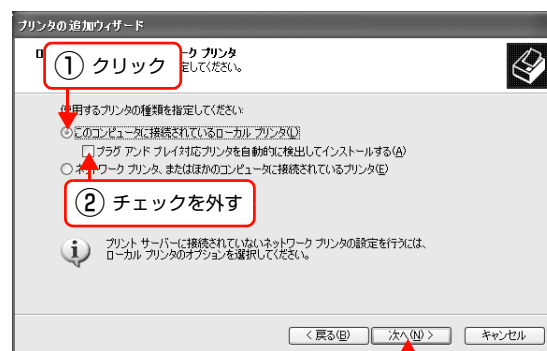 プリンタの追加ウィザード
ーク プリンタ
定してください。
① クリック
使用するプリンタの種類を指定してください:
このコンピュータに接続されているローカル プリンタ(L)
プラグ アンド プレイ対応プリンタを自動的に検出してインストールする(A)
ネットワーク プリンタ、またはほかのコンピュータに接続されているプリンタ(E)
② チェックを外す
プリント サーバーに接続されていないネットワーク プリンタの設定を行うには、
ローカル プリンタのオプションを選択してください。
< 戻る(B) 次へ(N) > キャンセル